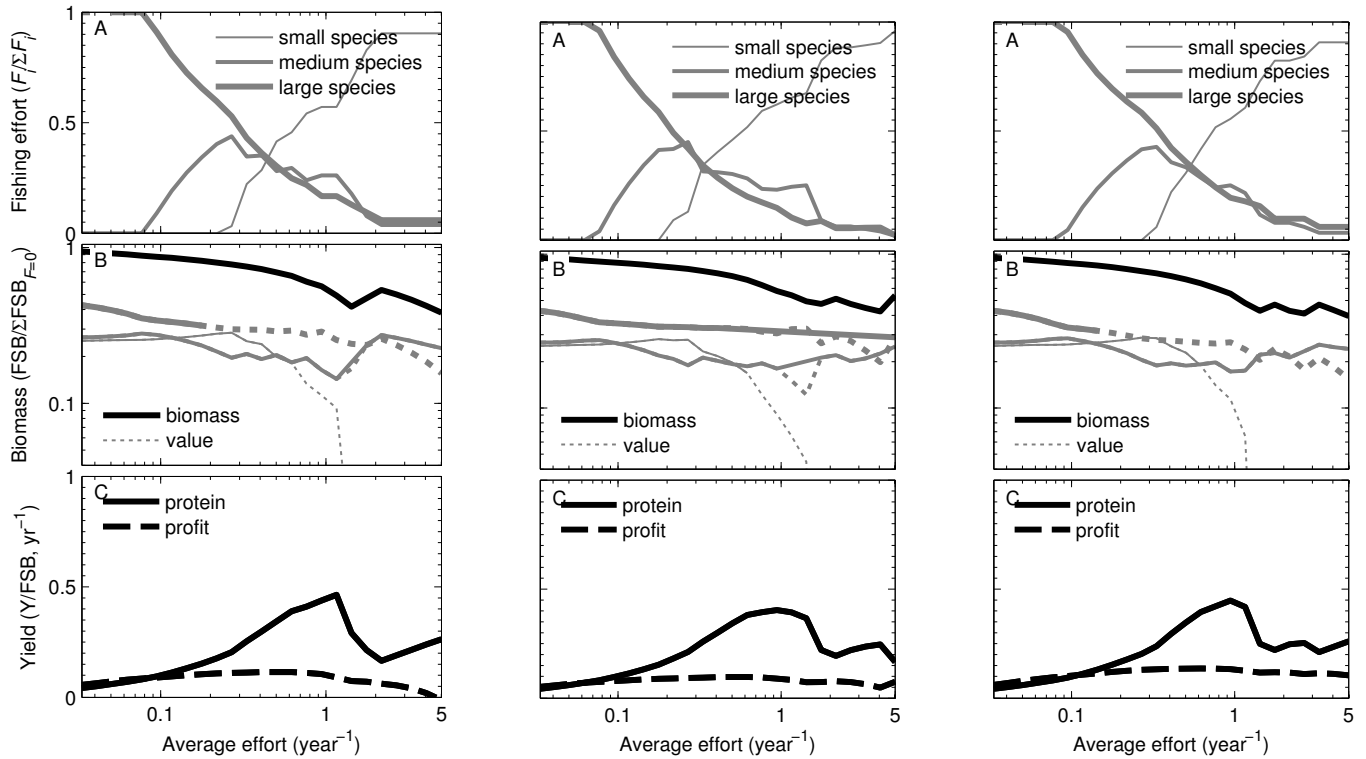 A
small species
medium species
large species
1
0.5
0
Fishing effort (F_i/ΣF_i)
A
small species
medium species
large species
A
small species
medium species
large species
B
biomass
value
1
0.1
Biomass (FSB/ΣFSB_{F=0})
B
biomass
value
B
biomass
value
C
protein
profit
1
0.5
0
Yield (Y/FSB, yr⁻¹)
0.1 1 5
Average effort (year⁻¹)
C
protein
profit
0.1 1 5
Average effort (year⁻¹)
C
protein
profit
0.1 1 5
Average effort (year⁻¹)